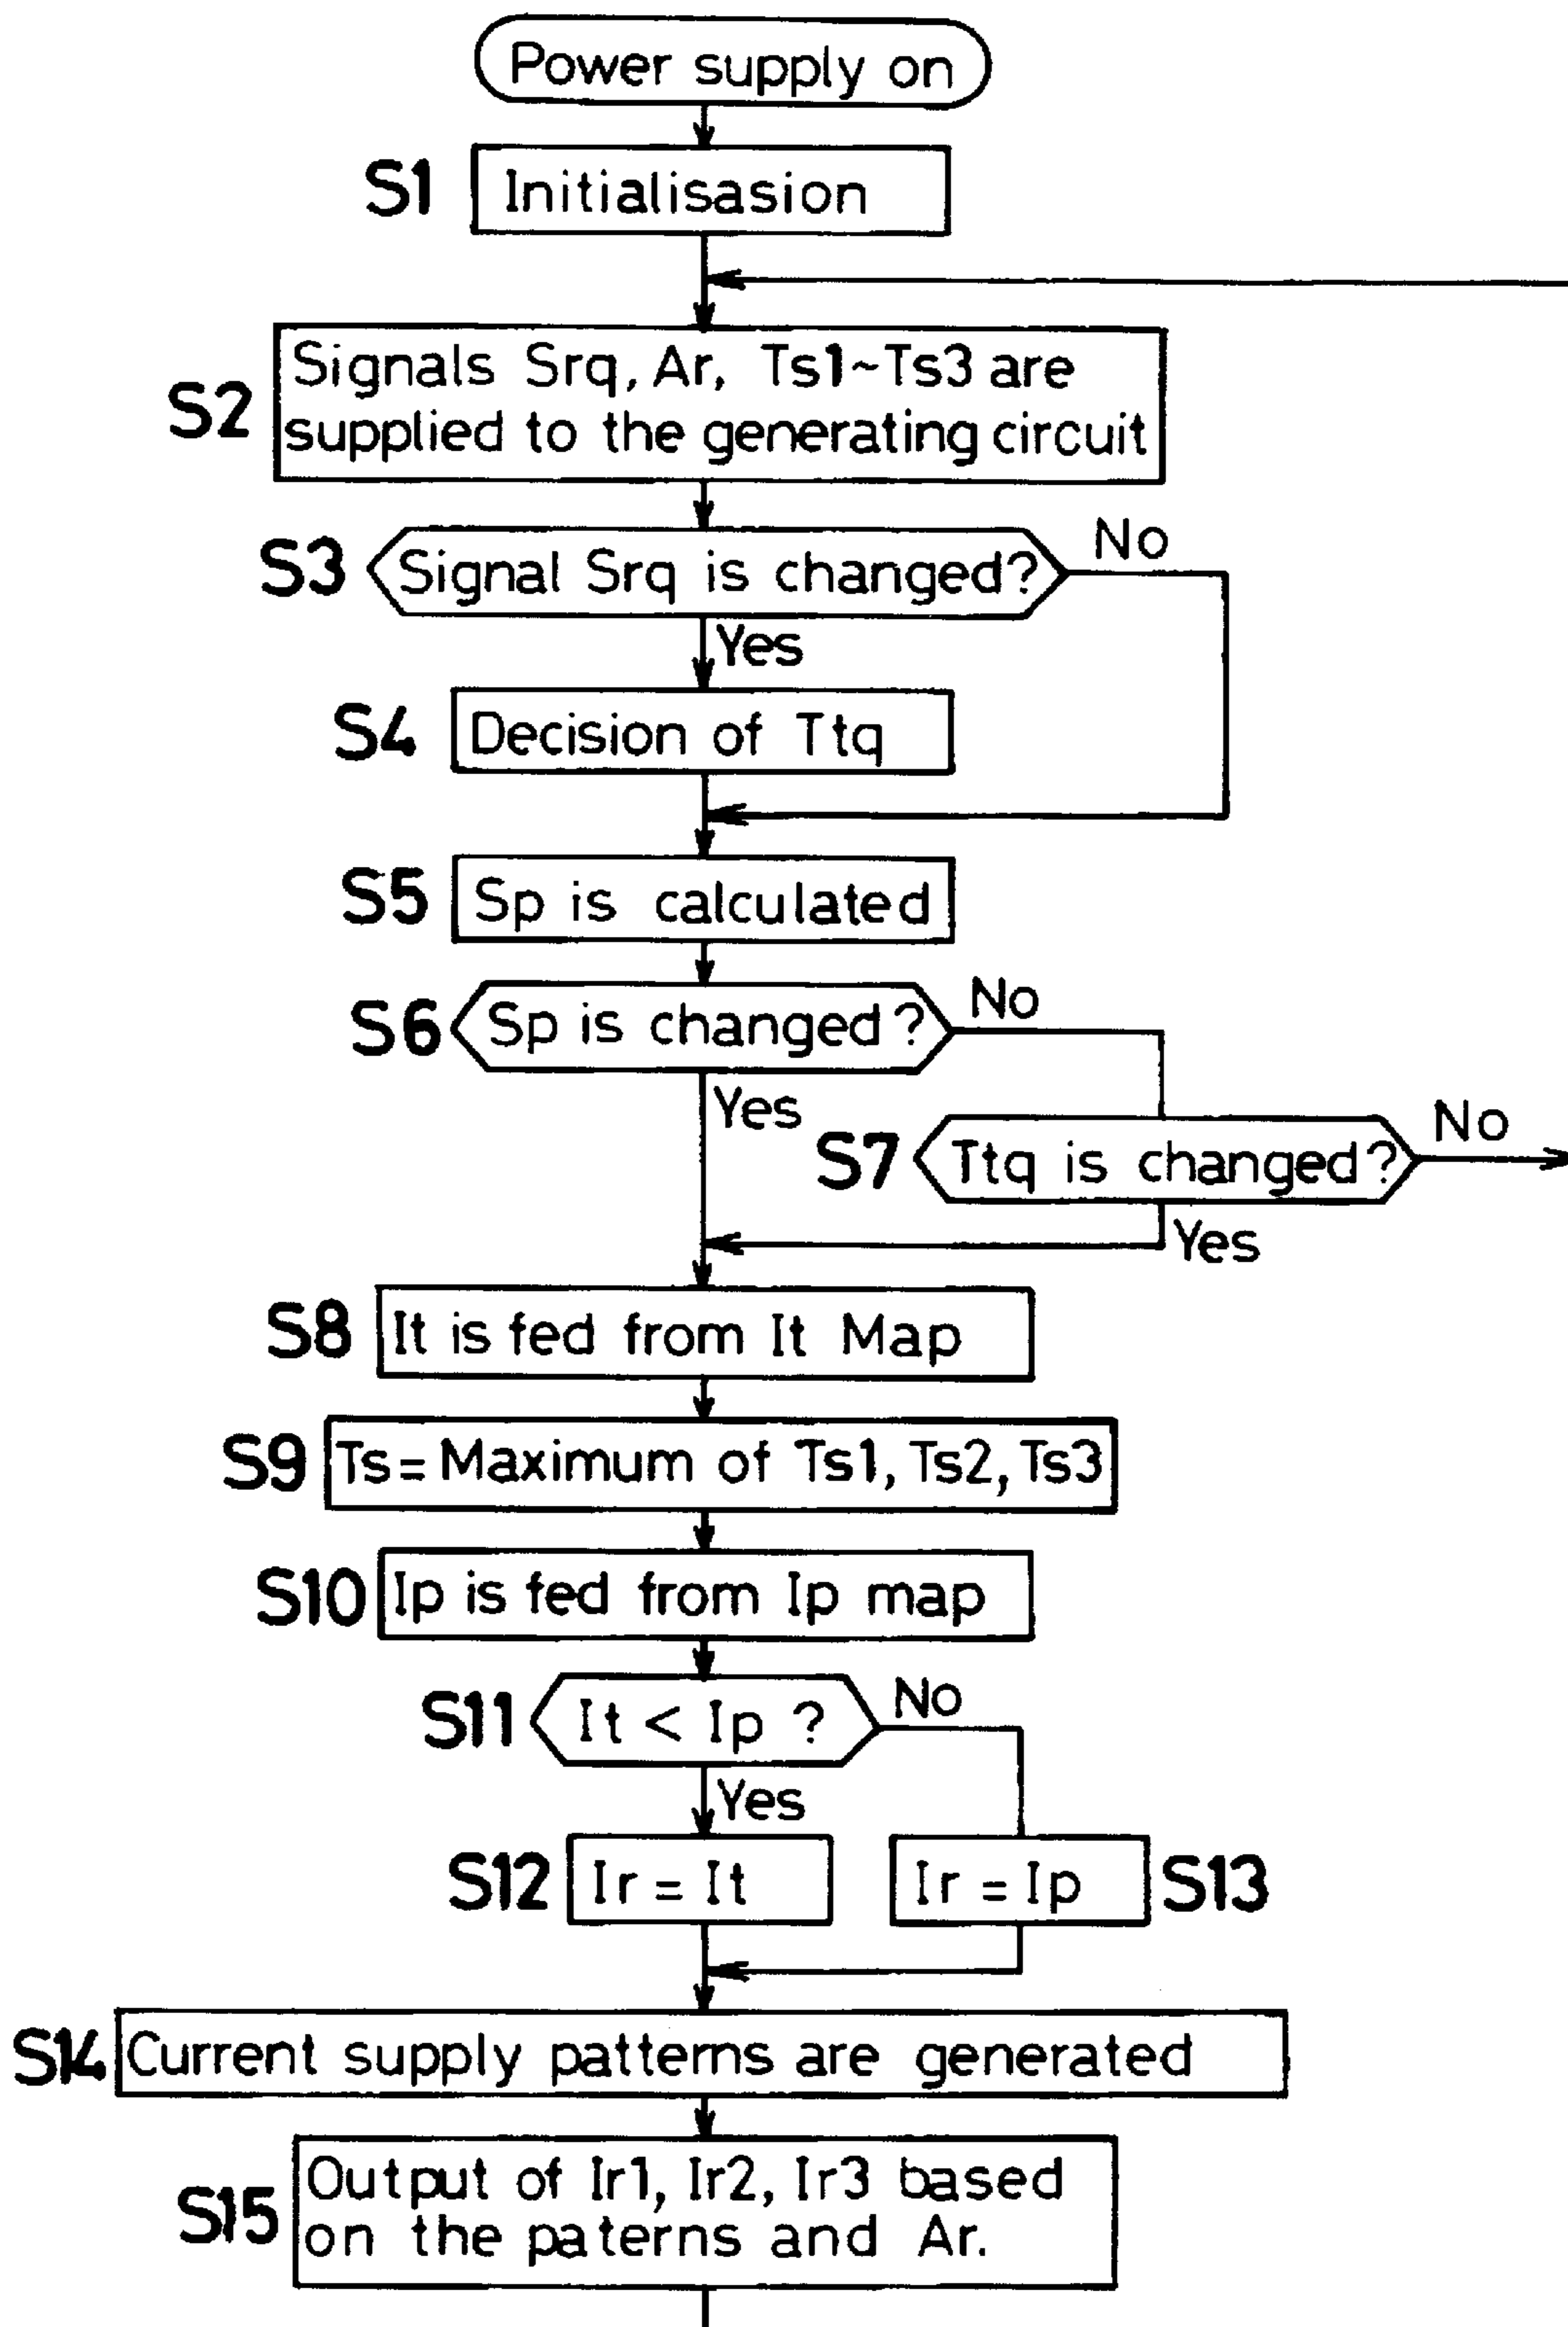 Power supply on
S1 Initialisasion
S2 Signals Srq, Ar, Ts1~Ts3 are
supplied to the generating circuit
S3 Signal Srq is changed? No
Yes
S4 Decision of Ttq
S5 Sp is calculated
S6 Sp is changed? No
Yes
S7 Ttq is changed? No
Yes
S8 It is fed from It Map
S9 Ts=Maximum of Ts1, Ts2, Ts3
S10 Ip is fed from Ip map
S11 It < Ip ? No
Yes
S12 Ir = It Ir = Ip S13
S14 Current supply patterns are generated
S15 Output of Ir1, Ir2, Ir3 based
on the paterns and Ar.